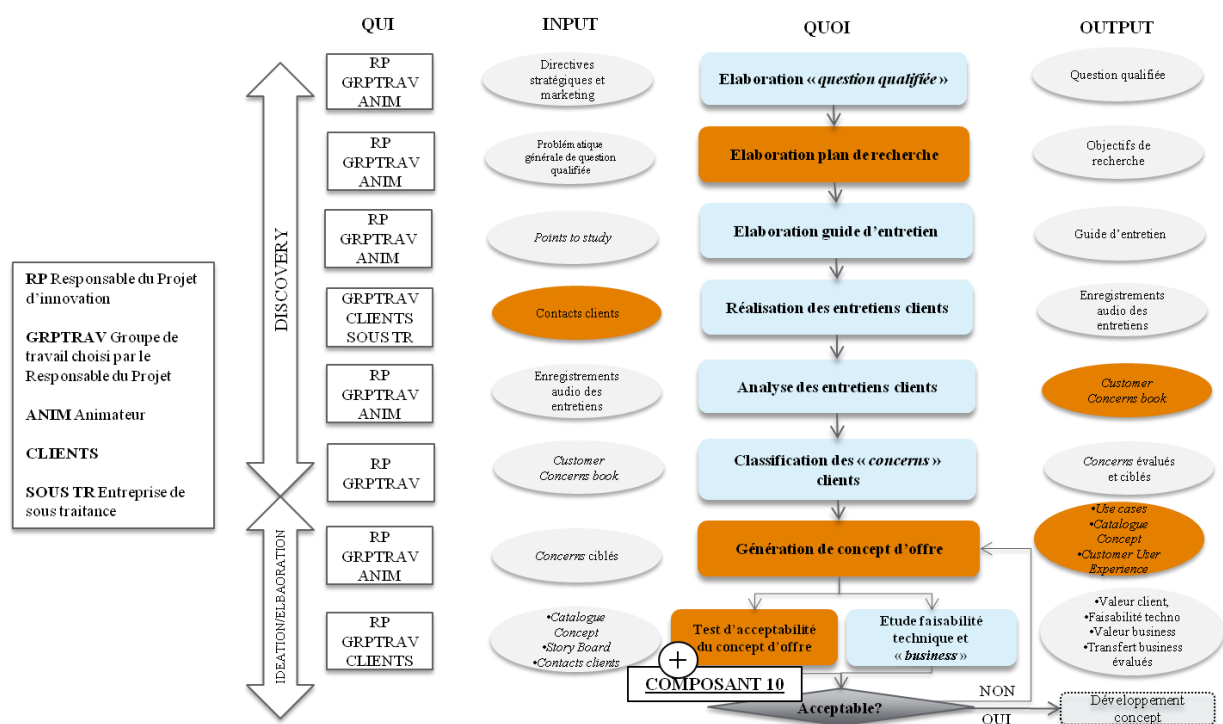 QUI
INPUT
QUOI
OUTPUT
RP
GRPTRAV
ANIM
Directives
stratégiques et
marketing
Elaboration « question qualifiée »
Question qualifiée
RP
GRPTRAV
ANIM
Problématique
générale de question
qualifiée
Elaboration plan de recherche
Objectifs de
recherche
RP
GRPTRAV
ANIM
Points to study
Elaboration guide d'entretien
Guide d'entretien
GRPTRAV
CLIENTS
SOUS TR
Contacts clients
Réalisation des entretiens clients
Enregistrements
audio des
entretiens
RP
GRPTRAV
ANIM
Enregistrements
audio des
entretiens
Analyse des entretiens clients
Customer
Concerns book
RP
GRPTRAV
Customer
Concerns book
Classification des « concerns »
clients
Concerns évalués
et ciblés
RP
GRPTRAV
ANIM
Concerns ciblés
Génération de concept d'offre
•Use cases
•Catalogue
Concept
•Customer User
Experience
RP
GRPTRAV
CLIENTS
•Catalogue
Concept
•Story Board
•Contacts clients
Test d'acceptabilité
du concept d'offre
Etude faisabilité
technique et
« business »
•Valeur client,
•Faisabilité techno
•Valeur business
•Transfert business
évalués
COMPOSANT 10
Acceptable?
NON
OUI
Développement
concept
DISCOVERY
IDEATION/ELBAORATION
RP Responsable du Projet
d'innovation
GRPTRAV Groupe de
travail choisi par le
Responsable du Projet
ANIM Animateur
CLIENTS
SOUS TR Entreprise de
sous traitance